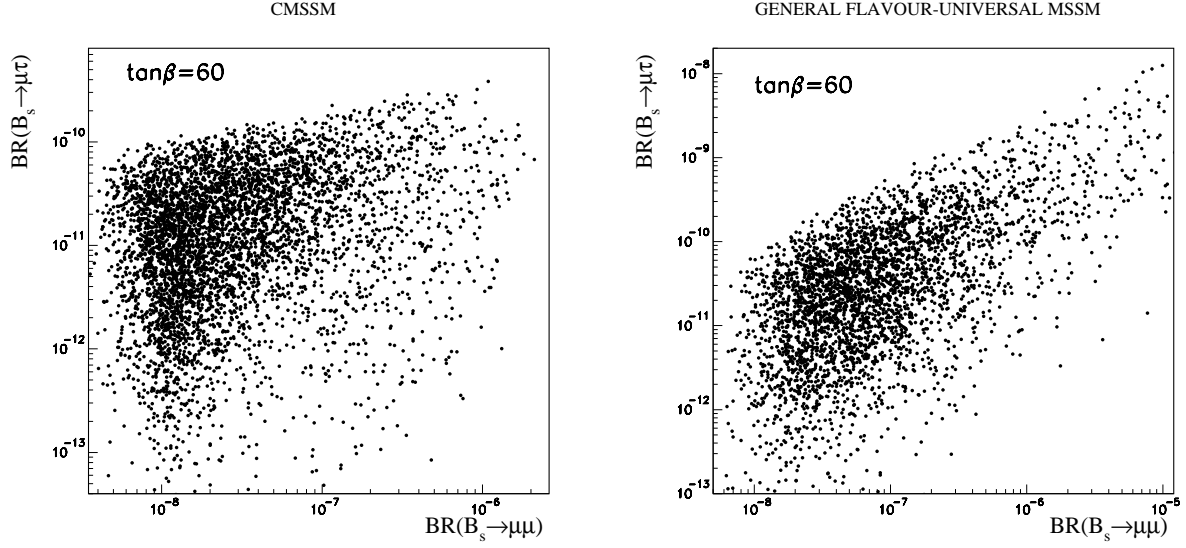 CMSSM
tanβ=60
BR(B_s→μτ)
10⁻¹⁰
10⁻¹¹
10⁻¹²
10⁻¹³
10⁻⁸
10⁻⁷
10⁻⁶
BR(B_s→μμ)
GENERAL FLAVOUR-UNIVERSAL MSSM
tanβ=60
BR(B_s→μτ)
10⁻⁸
10⁻⁹
10⁻¹⁰
10⁻¹¹
10⁻¹²
10⁻¹³
10⁻⁸
10⁻⁷
10⁻⁶
10⁻⁵
BR(B_s→μμ)